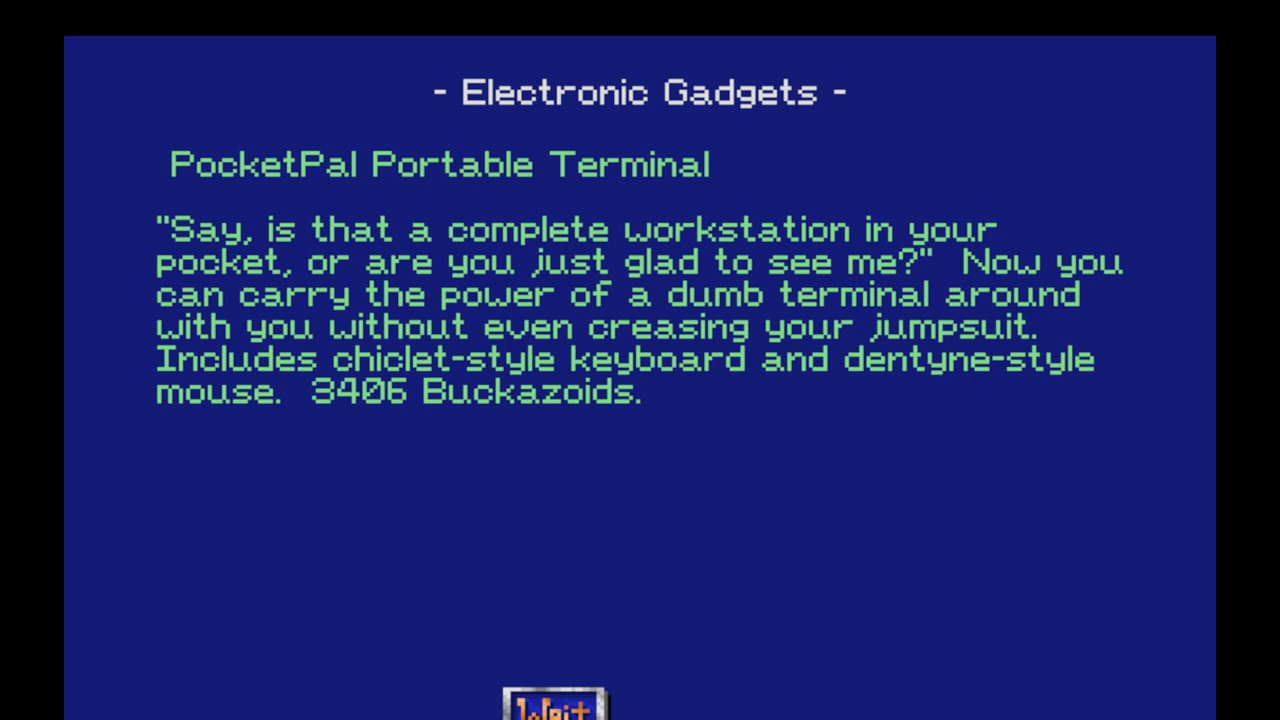 - Electronic Gadgets -
PocketPal Portable Terminal
"Say, is that a complete workstation in your
pocket, or are you just glad to see me?"  Now you
can carry the power of a dumb terminal around
with you without even creasing your jumpsuit.
Includes chiclet-style keyboard and dentyne-style
mouse.  3406 Buckazoids.
Wait